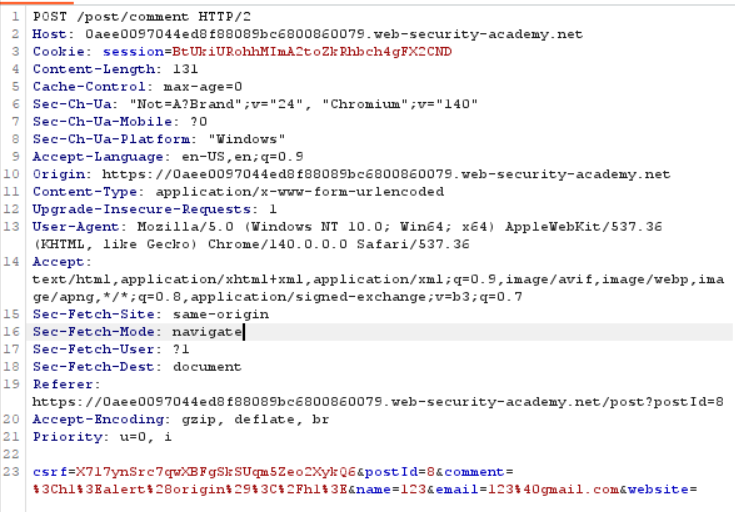 1 POST /post/comment HTTP/2
2 Host: 0aee0097044ed8f88089bc6800860079.web-security-academy.net
3 Cookie: session=BtUkiURohhMImA2toZkRhbch4gFX2CND
4 Content-Length: 131
5 Cache-Control: max-age=0
6 Sec-Ch-Ua: "Not=A?Brand";v="24", "Chromium";v="140"
7 Sec-Ch-Ua-Mobile: ?0
8 Sec-Ch-Ua-Platform: "Windows"
9 Accept-Language: en-US,en;q=0.9
10 Origin: https://0aee0097044ed8f88089bc6800860079.web-security-academy.net
11 Content-Type: application/x-www-form-urlencoded
12 Upgrade-Insecure-Requests: 1
13 User-Agent: Mozilla/5.0 (Windows NT 10.0; Win64; x64) AppleWebKit/537.36
(KHTML, like Gecko) Chrome/140.0.0.0 Safari/537.36
14 Accept:
text/html,application/xhtml+xml,application/xml;q=0.9,image/avif,image/webp,ima
ge/apng,*/*;q=0.8,application/signed-exchange;v=b3;q=0.7
15 Sec-Fetch-Site: same-origin
16 Sec-Fetch-Mode: navigate
17 Sec-Fetch-User: ?1
18 Sec-Fetch-Dest: document
19 Referer:
https://0aee0097044ed8f88089bc6800860079.web-security-academy.net/post?postId=8
20 Accept-Encoding: gzip, deflate, br
21 Priority: u=0, i
22
23 csrf=X7l7ynSrc7qwXBFgSkSUqm5Zeo2XykQ6&postId=8&comment=
%3Ch1%3Ealert%28origin%29%3C%2Fh1%3E&name=123&email=123%40gmail.com&website=